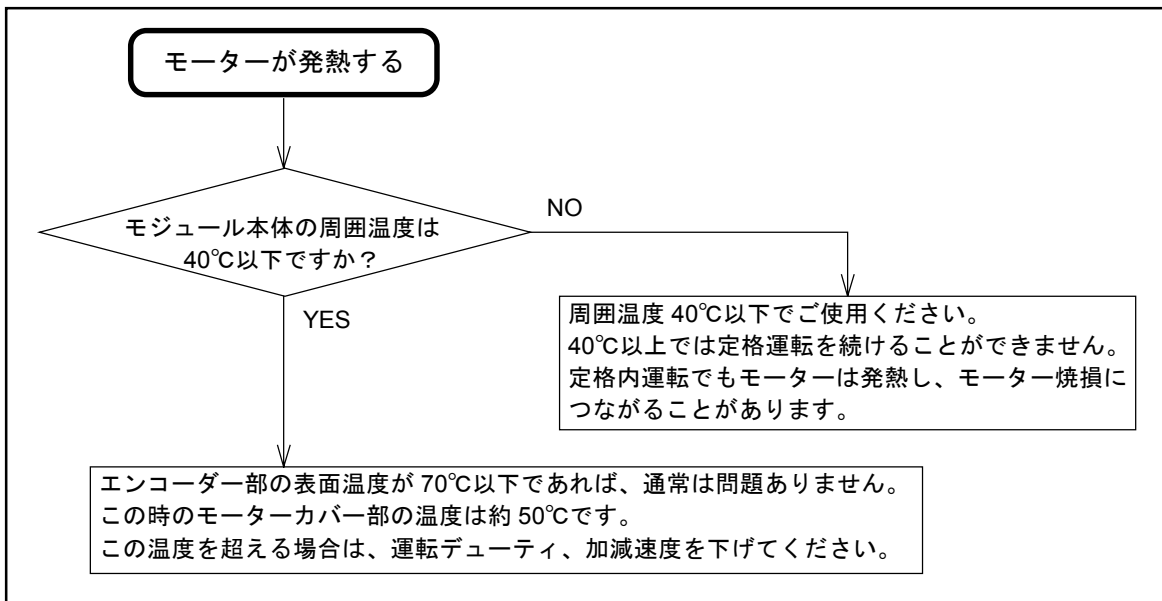 モーターが発熱する
モジュール本体の周囲温度は
40℃以下ですか？
NO
YES
周囲温度 40℃以下でご使用ください。
40℃以上では定格運転を続けることができません。
定格内運転でもモーターは発熱し、モーター焼損に
つながることがあります。
エンコーダー部の表面温度が 70℃以下であれば、通常は問題ありません。
この時のモーターカバー部の温度は約 50℃です。
この温度を超える場合は、運転デューティ、加減速度を下げてください。